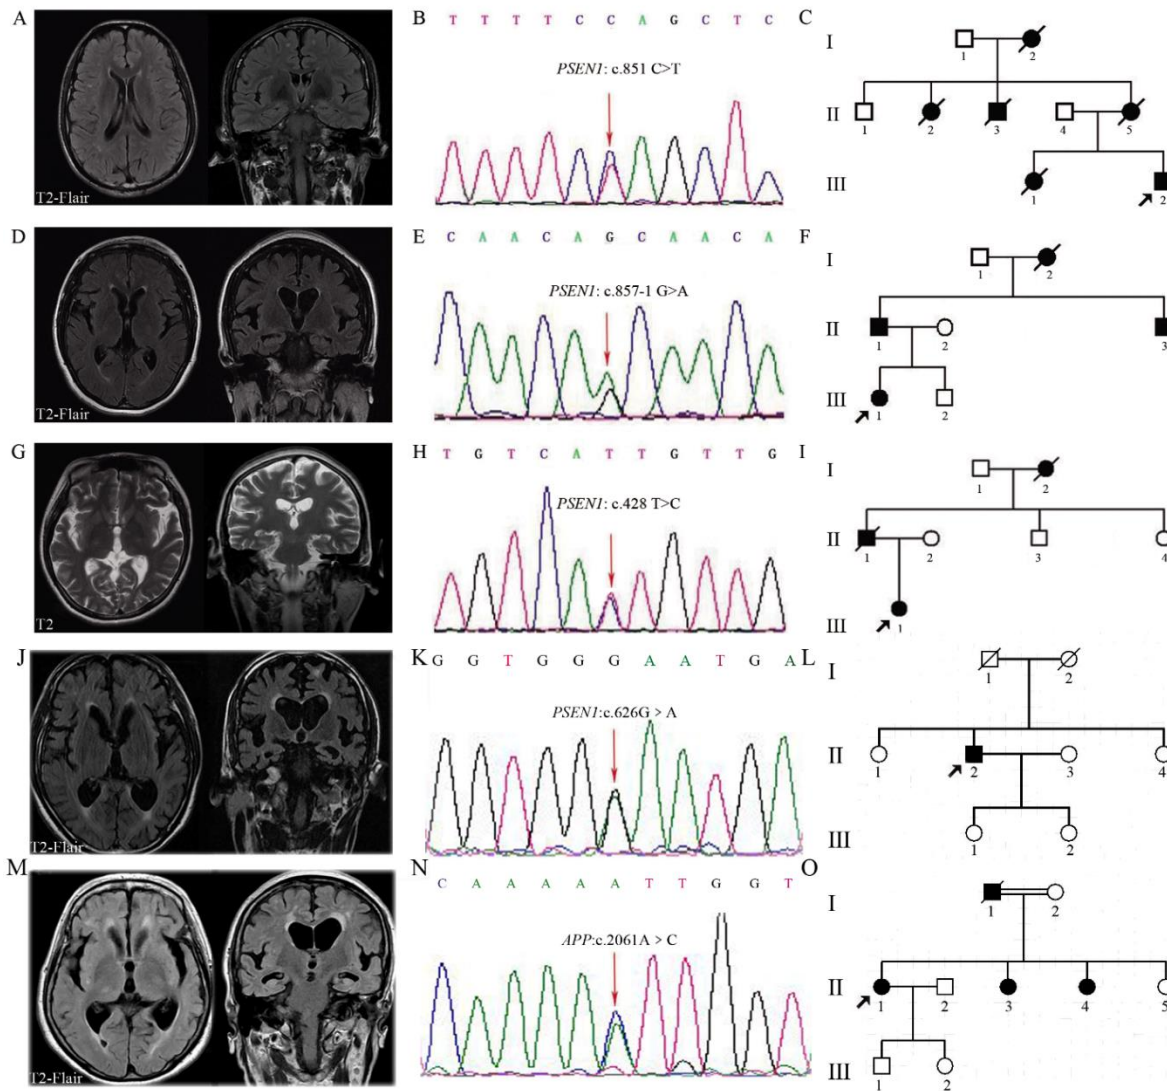 A
T2-Flair
B
T T T T C C A G C T C
PSEN1: c.851 C>T
C
I
1 2
II
1 2 3 4 5
III
1 2
D
T2-Flair
E
C A A C A G C A A C A
PSEN1: c.857-1 G>A
F
I
1 2
II
1 2 3
III
1 2
G
T2
H
T G T C A T T G T T G
PSEN1: c.428 T>C
I
I
1 2
II
1 2 3 4
III
1
J
T2-Flair
K
G G T G G G A A T G A
PSEN1:c.626G > A
L
I
1 2
II
1 2 3 4
III
1 2
M
T2-Flair
N
C A A A A A T T G G T
APP:c.2061A > C
O
I
1 2
II
1 2 3 4 5
III
1 2